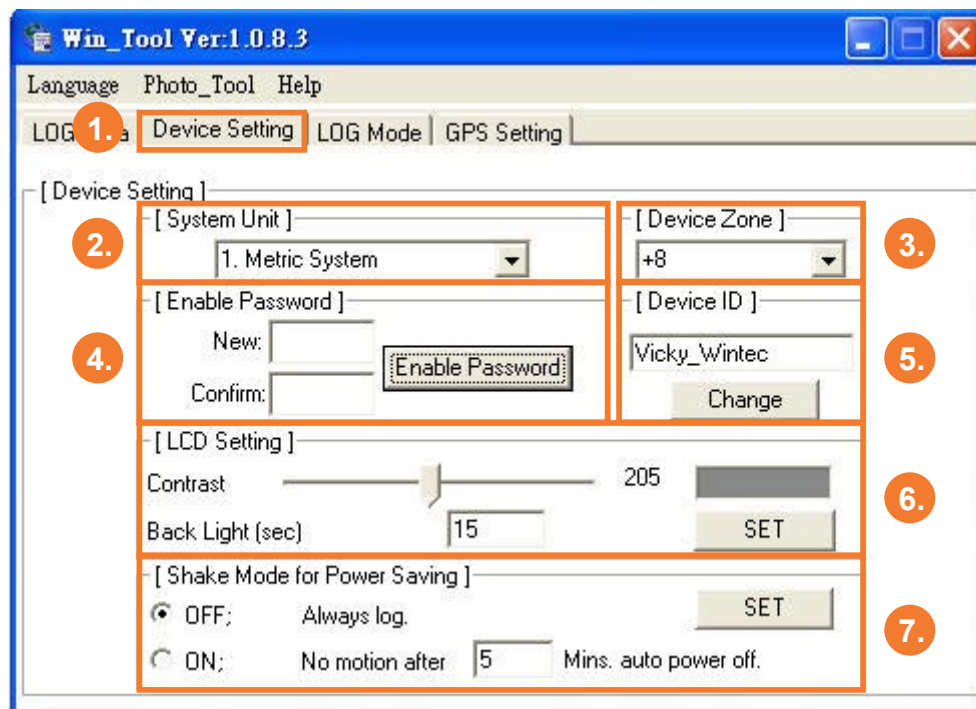 Win_Tool Ver:1.0.8.3
Language Photo_Tool Help
1.
LOG a Device Setting LOG Mode GPS Setting
[ Device Setting ]
[ System Unit ] [ Device Zone ]
2. 1. Metric System +8 3.
[ Enable Password ] [ Device ID ]
New:
4. Enable Password Vicky_Wintec 5.
Confirm: Change
[ LCD Setting ]
Contrast 205
6.
Back Light (sec) 15 SET
[ Shake Mode for Power Saving ]
OFF; Always log. SET
7.
ON; No motion after 5 Mins. auto power off.